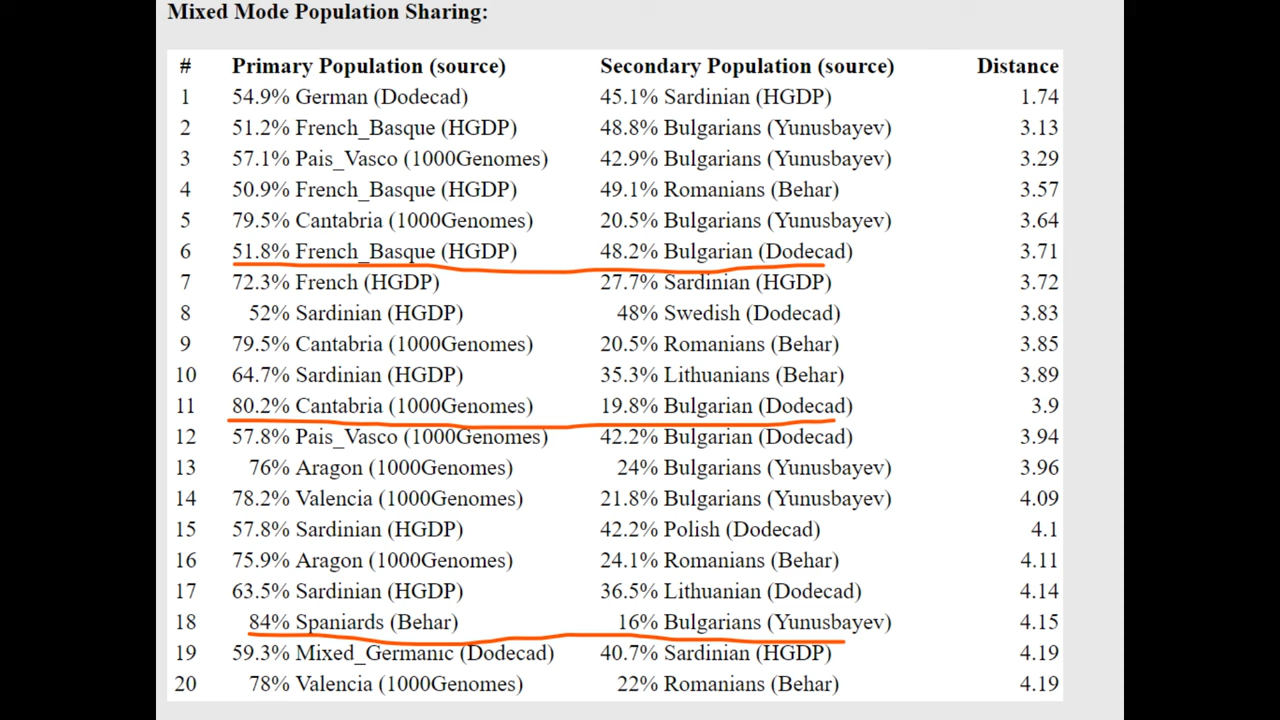 Mixed Mode Population Sharing:
# Primary Population (source) Secondary Population (source) Distance
1 54.9% German (Dodecad) 45.1% Sardinian (HGDP) 1.74
2 51.2% French_Basque (HGDP) 48.8% Bulgarians (Yunusbayev) 3.13
3 57.1% Pais_Vasco (1000Genomes) 42.9% Bulgarians (Yunusbayev) 3.29
4 50.9% French_Basque (HGDP) 49.1% Romanians (Behar) 3.57
5 79.5% Cantabria (1000Genomes) 20.5% Bulgarians (Yunusbayev) 3.64
6 51.8% French_Basque (HGDP) 48.2% Bulgarian (Dodecad) 3.71
7 72.3% French (HGDP) 27.7% Sardinian (HGDP) 3.72
8 52% Sardinian (HGDP) 48% Swedish (Dodecad) 3.83
9 79.5% Cantabria (1000Genomes) 20.5% Romanians (Behar) 3.85
10 64.7% Sardinian (HGDP) 35.3% Lithuanians (Behar) 3.89
11 80.2% Cantabria (1000Genomes) 19.8% Bulgarian (Dodecad) 3.9
12 57.8% Pais_Vasco (1000Genomes) 42.2% Bulgarian (Dodecad) 3.94
13 76% Aragon (1000Genomes) 24% Bulgarians (Yunusbayev) 3.96
14 78.2% Valencia (1000Genomes) 21.8% Bulgarians (Yunusbayev) 4.09
15 57.8% Sardinian (HGDP) 42.2% Polish (Dodecad) 4.1
16 75.9% Aragon (1000Genomes) 24.1% Romanians (Behar) 4.11
17 63.5% Sardinian (HGDP) 36.5% Lithuanian (Dodecad) 4.14
18 84% Spaniards (Behar) 16% Bulgarians (Yunusbayev) 4.15
19 59.3% Mixed_Germanic (Dodecad) 40.7% Sardinian (HGDP) 4.19
20 78% Valencia (1000Genomes) 22% Romanians (Behar) 4.19